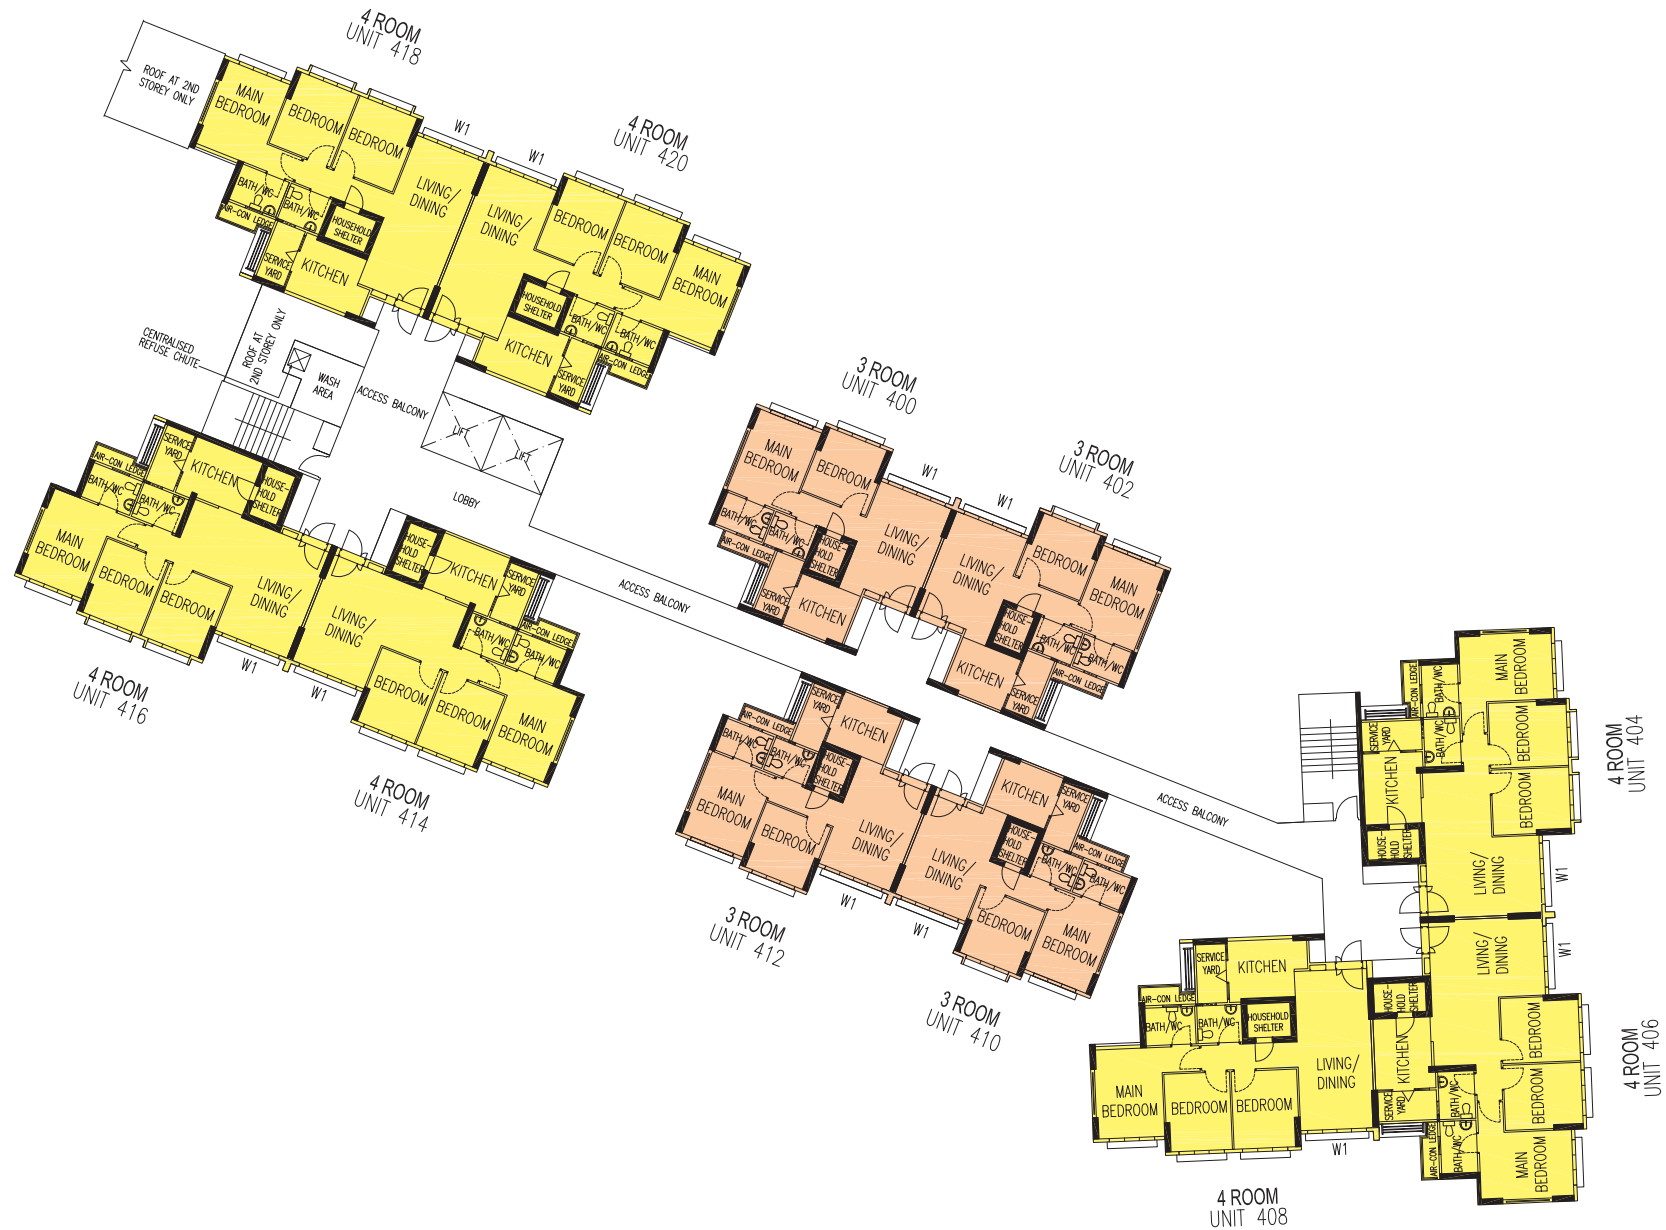 4 ROOM
UNIT 418
ROOF AT 2ND
STOREY ONLY
MAIN
BEDROOM
BEDROOM
BEDROOM
W1
LIVING/
DINING
BATH/WC
BATH/WC
AIR-CON LEDGE
HOUSEHOLD
SHELTER
SERVICE
YARD
KITCHEN
4 ROOM
UNIT 420
W1
LIVING/
DINING
BEDROOM
BEDROOM
MAIN
BEDROOM
HOUSEHOLD
SHELTER
BATH/WC
BATH/WC
KITCHEN
AIR-CON LEDGE
SERVICE
YARD
CENTRALISED
REFUSE CHUTE
ROOF AT
2ND STOREY ONLY
WASH
AREA
ACCESS BALCONY
LIFT
LIFT
LOBBY
SERVICE
YARD
AIR-CON LEDGE
KITCHEN
BATH/WC
BATH/WC
HOUSE-
HOLD
SHELTER
MAIN
BEDROOM
BEDROOM
BEDROOM
LIVING/
DINING
W1
4 ROOM
UNIT 416
HOUSE-
HOLD
SHELTER
KITCHEN
SERVICE
YARD
AIR-CON LEDGE
BATH/WC
BATH/WC
LIVING/
DINING
BEDROOM
BEDROOM
MAIN
BEDROOM
W1
4 ROOM
UNIT 414
ACCESS BALCONY
3 ROOM
UNIT 400
MAIN
BEDROOM
BEDROOM
W1
BATH/WC
BATH/WC
AIR-CON LEDGE
HOUSE-
HOLD
SHELTER
LIVING/
DINING
SERVICE
YARD
KITCHEN
3 ROOM
UNIT 402
W1
LIVING/
DINING
BEDROOM
MAIN
BEDROOM
HOUSE-
HOLD
SHELTER
BATH/WC
BATH/WC
KITCHEN
AIR-CON LEDGE
SERVICE
YARD
SERVICE
YARD
AIR-CON LEDGE
KITCHEN
BATH/WC
BATH/WC
HOUSE-
HOLD
SHELTER
MAIN
BEDROOM
BEDROOM
LIVING/
DINING
W1
3 ROOM
UNIT 412
KITCHEN
SERVICE
YARD
HOUSE-
HOLD
SHELTER
AIR-CON LEDGE
BATH/WC
BATH/WC
LIVING/
DINING
BEDROOM
MAIN
BEDROOM
W1
3 ROOM
UNIT 410
ACCESS BALCONY
MAIN
BEDROOM
AIR-CON LEDGE
BATH/WC
BATH/WC
SERVICE
YARD
BEDROOM
BEDROOM
KITCHEN
HOUSE-
HOLD
SHELTER
LIVING/
DINING
W1
4 ROOM
UNIT 404
LIVING/
DINING
W1
HOUSE-
HOLD
SHELTER
KITCHEN
BEDROOM
BEDROOM
SERVICE
YARD
BATH/WC
BATH/WC
AIR-CON LEDGE
MAIN
BEDROOM
4 ROOM
UNIT 406
SERVICE
YARD
KITCHEN
AIR-CON LEDGE
BATH/WC
BATH/WC
HOUSEHOLD
SHELTER
MAIN
BEDROOM
BEDROOM
BEDROOM
LIVING/
DINING
W1
4 ROOM
UNIT 408